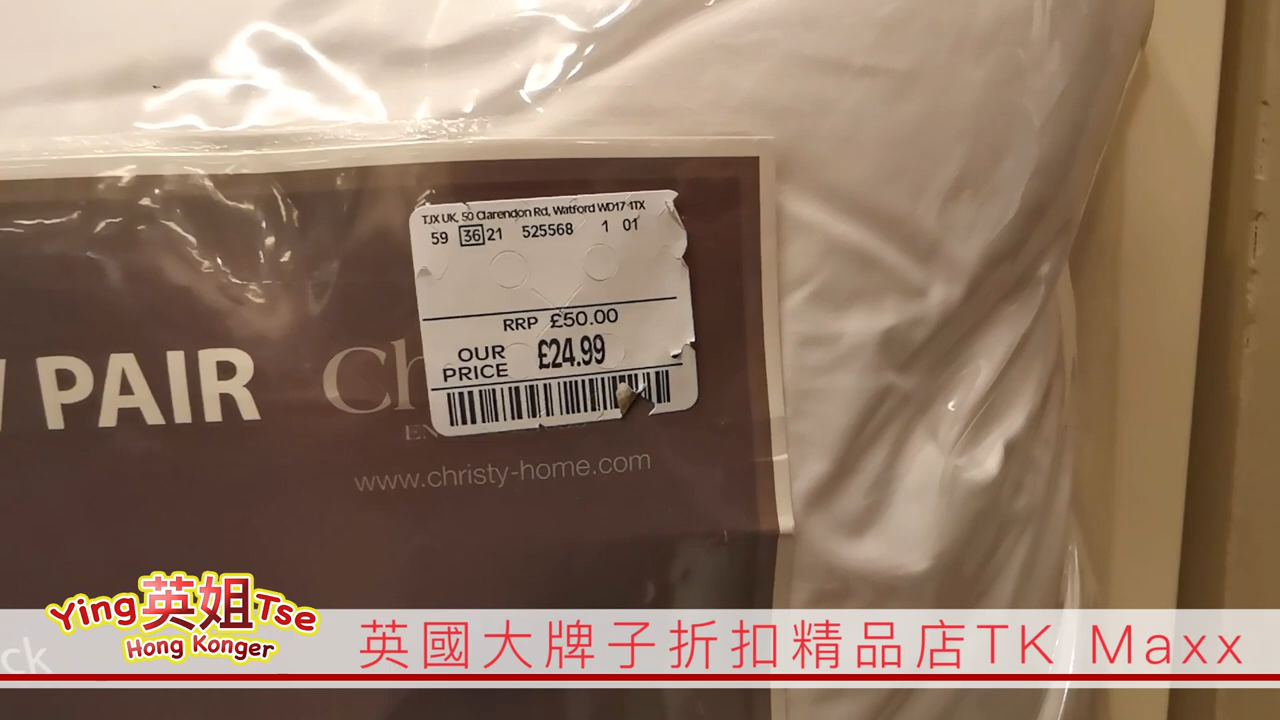 TJX UK, 50 Clarendon Rd, Watford WD17 1TX
59 36 21 525568 1 01
RRP £50.00
OUR PRICE £24.99
PAIR
www.christy-home.com
Ying英姐Tse
Hong Konger
英國大牌子折扣精品店TK Maxx